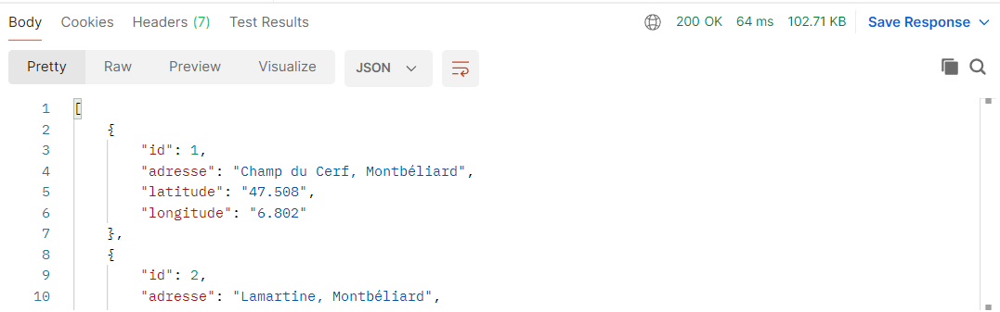 Body Cookies Headers (7) Test Results 200 OK 64 ms 102.71 KB Save Response
Pretty Raw Preview Visualize JSON
1 [
2 {
3 "id": 1,
4 "adresse": "Champ du Cerf, Montbéliard",
5 "latitude": "47.508",
6 "longitude": "6.802"
7 },
8 {
9 "id": 2,
10 "adresse": "Lamartine, Montbéliard",